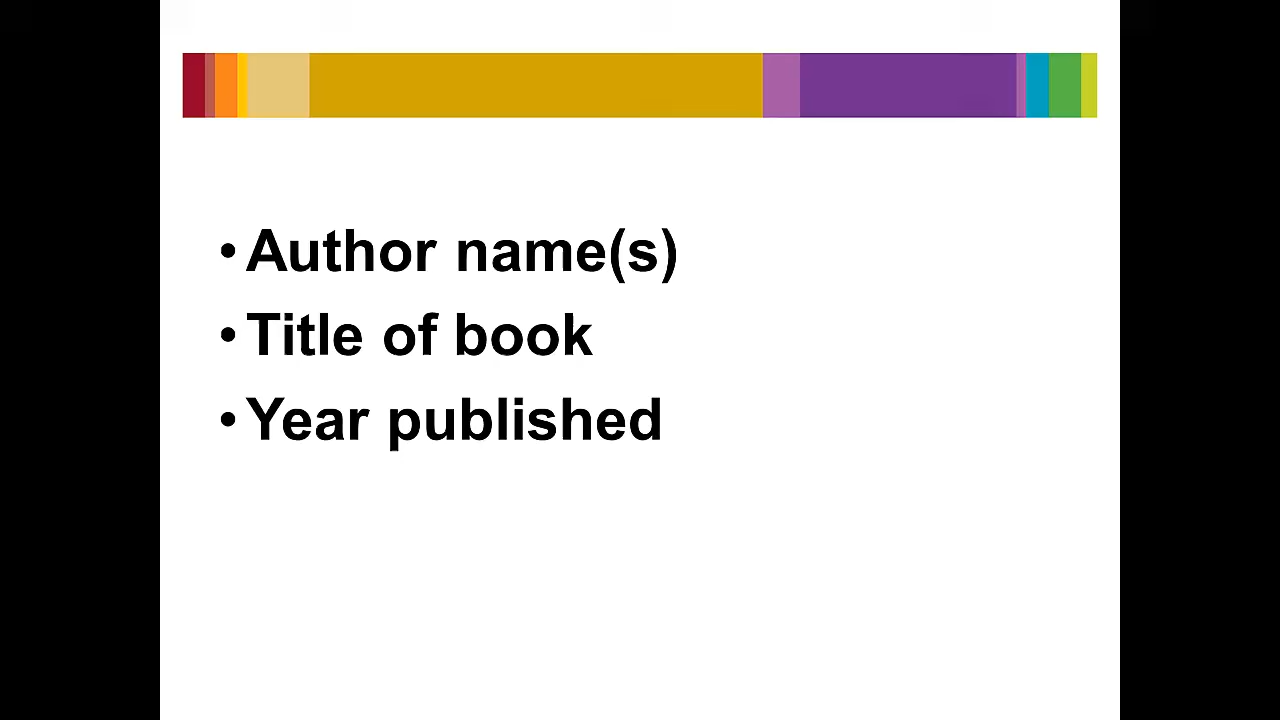 • Author name(s)
• Title of book
• Year published